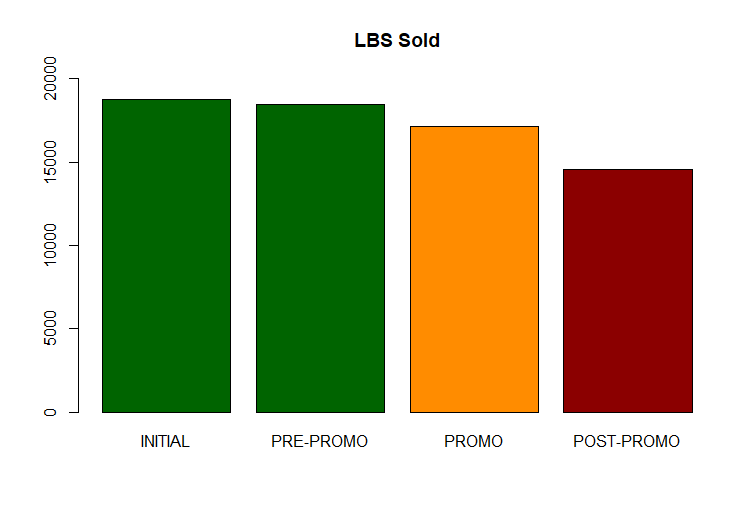 LBS Sold
20000
15000
10000
5000
0
INITIAL PRE-PROMO PROMO POST-PROMO